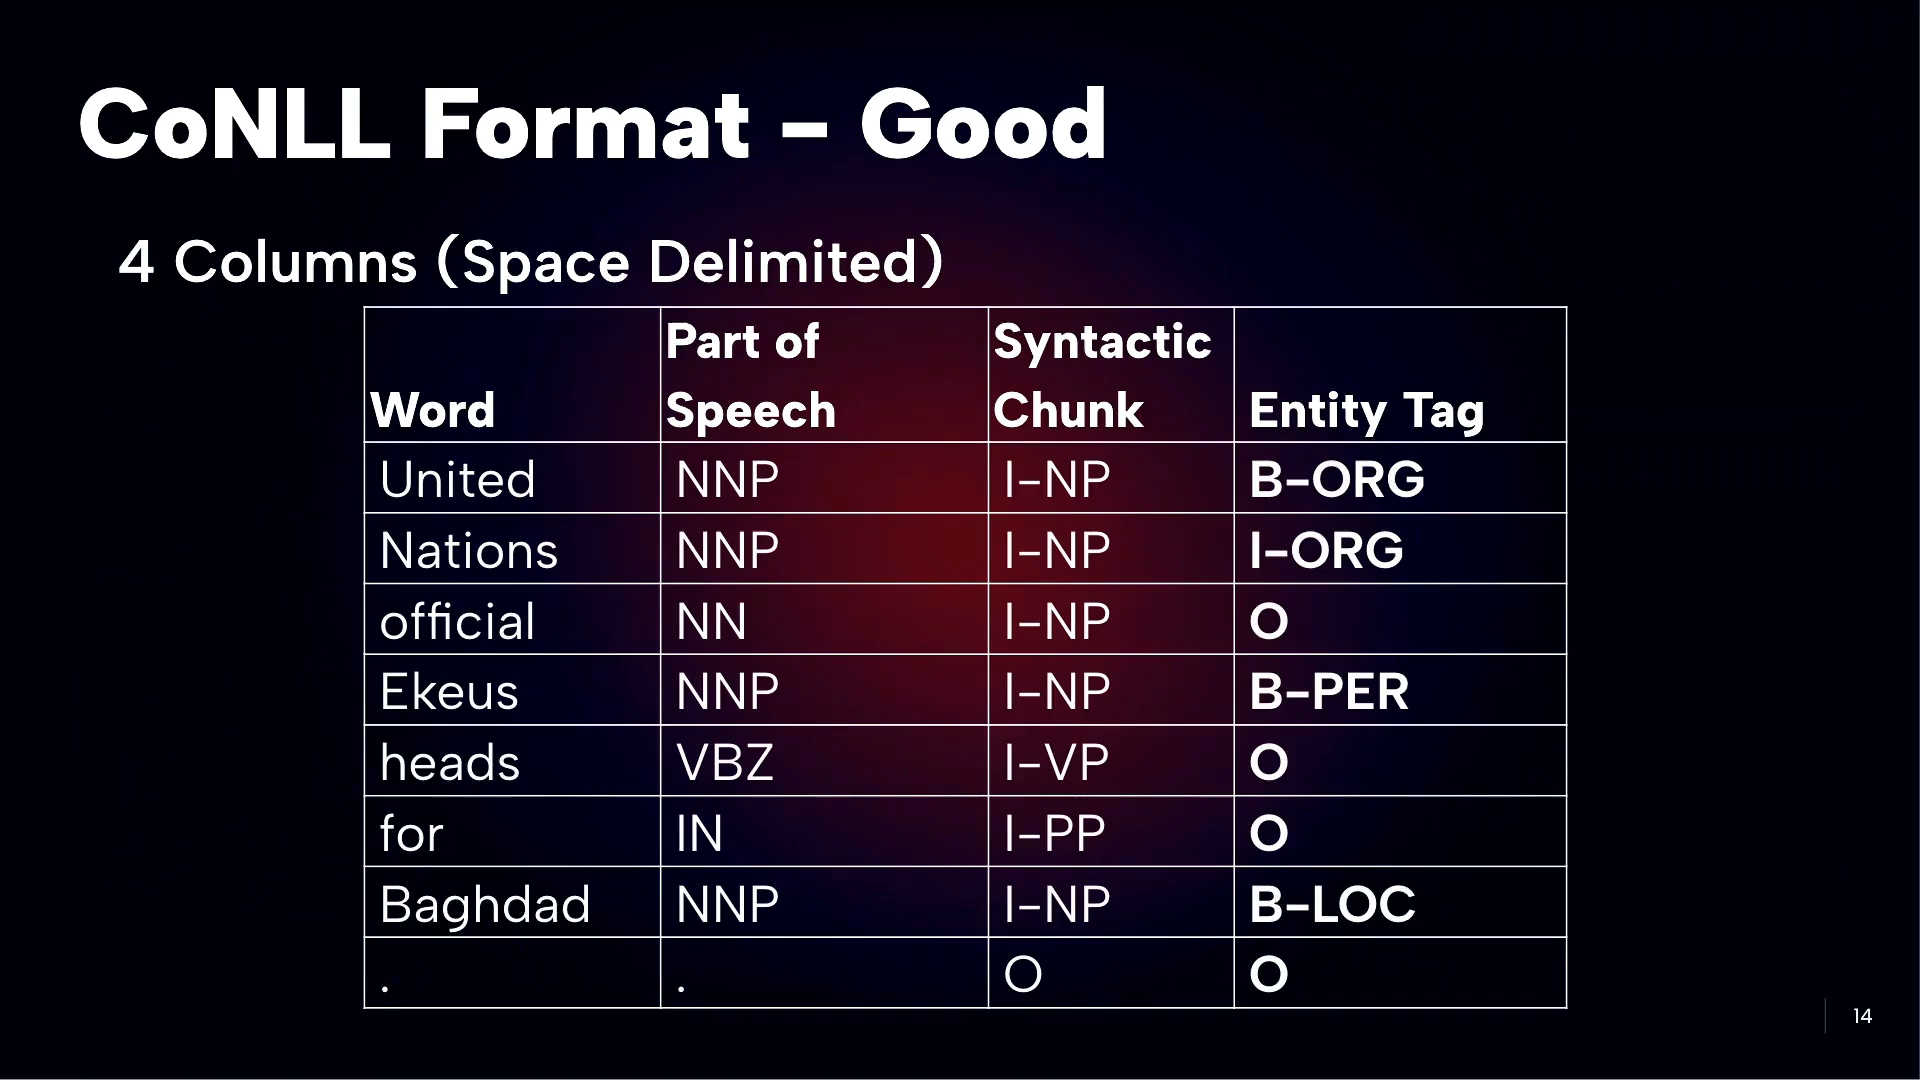 CoNLL Format – Good
4 Columns (Space Delimited)
Word Part of Speech Syntactic Chunk Entity Tag
United NNP I-NP B-ORG
Nations NNP I-NP I-ORG
official NN I-NP O
Ekeus NNP I-NP B-PER
heads VBZ I-VP O
for IN I-PP O
Baghdad NNP I-NP B-LOC
. . O O
14